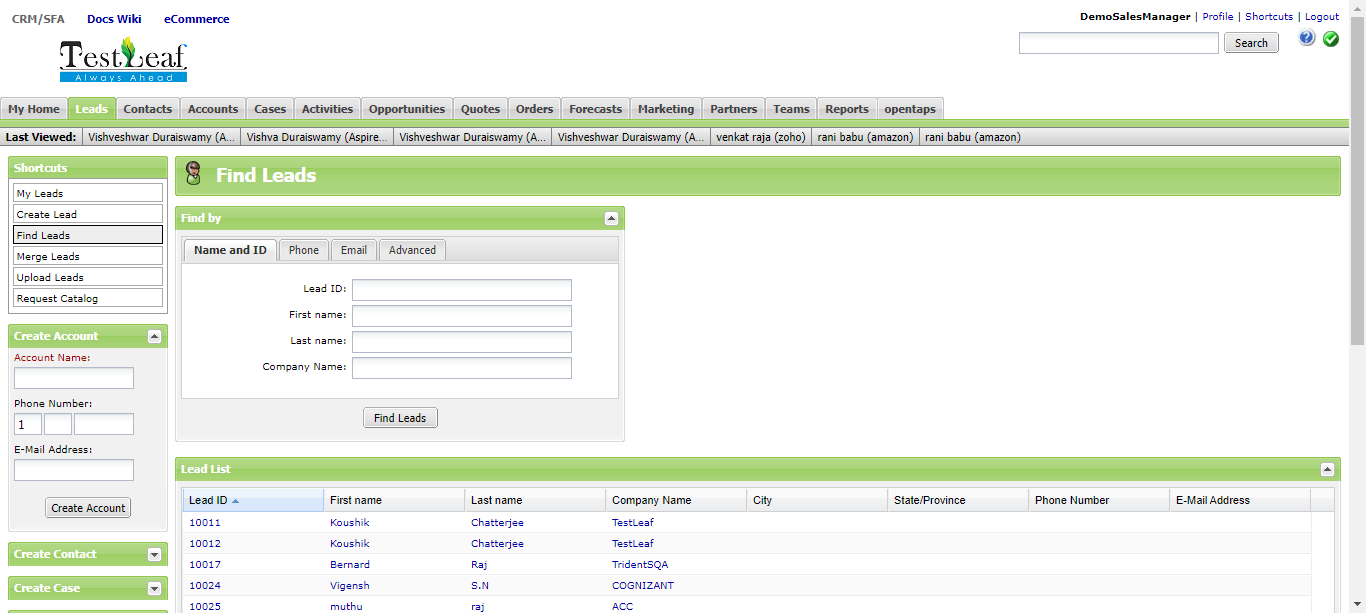 CRM/SFA Docs Wiki eCommerce
DemoSalesManager | Profile | Shortcuts | Logout
TestLeaf
Always Ahead
Search
My Home Leads Contacts Accounts Cases Activities Opportunities Quotes Orders Forecasts Marketing Partners Teams Reports opentaps
Last Viewed: Vishveshwar Duraiswamy (A... Vishva Duraiswamy (Aspire... Vishveshwar Duraiswamy (A... Vishveshwar Duraiswamy (A... venkat raja (zoho) rani babu (amazon) rani babu (amazon)
Shortcuts
My Leads
Create Lead
Find Leads
Merge Leads
Upload Leads
Request Catalog
Create Account
Account Name:
Phone Number:
1
E-Mail Address:
Create Account
Create Contact
Create Case
Find Leads
Find by
Name and ID Phone Email Advanced
Lead ID:
First name:
Last name:
Company Name:
Find Leads
Lead List
Lead ID First name Last name Company Name City State/Province Phone Number E-Mail Address
10011 Koushik Chatterjee TestLeaf
10012 Koushik Chatterjee TestLeaf
10017 Bernard Raj TridentSQA
10024 Vigensh S.N COGNIZANT
10025 muthu raj ACC